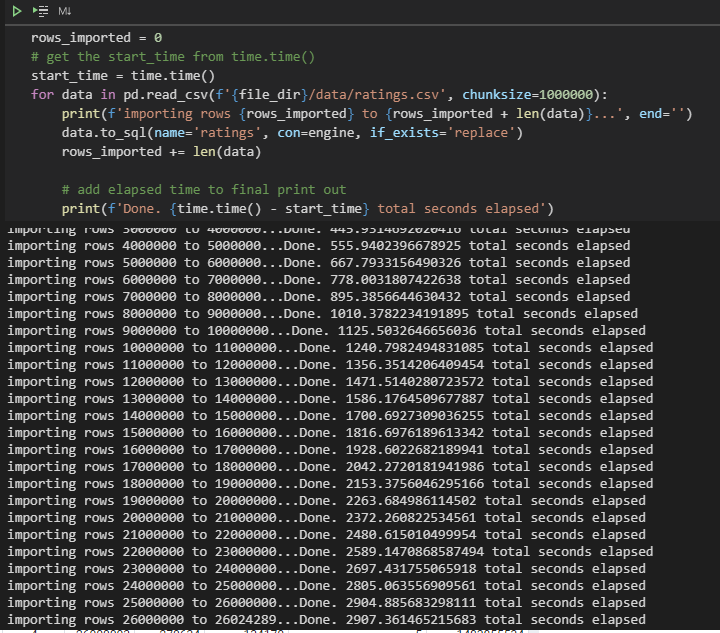 M↓
rows_imported = 0
# get the start_time from time.time()
start_time = time.time()
for data in pd.read_csv(f'{file_dir}/data/ratings.csv', chunksize=1000000):
    print(f'importing rows {rows_imported} to {rows_imported + len(data)}...', end='')
    data.to_sql(name='ratings', con=engine, if_exists='replace')
    rows_imported += len(data)
    # add elapsed time to final print out
    print(f'Done. {time.time() - start_time} total seconds elapsed')
importing rows 3000000 to 4000000...Done. 445.9314692020416 total seconds elapsed
importing rows 4000000 to 5000000...Done. 555.9402396678925 total seconds elapsed
importing rows 5000000 to 6000000...Done. 667.7933156490326 total seconds elapsed
importing rows 6000000 to 7000000...Done. 778.0031807422638 total seconds elapsed
importing rows 7000000 to 8000000...Done. 895.3856644630432 total seconds elapsed
importing rows 8000000 to 9000000...Done. 1010.3782234191895 total seconds elapsed
importing rows 9000000 to 10000000...Done. 1125.5032646656036 total seconds elapsed
importing rows 10000000 to 11000000...Done. 1240.7982494831085 total seconds elapsed
importing rows 11000000 to 12000000...Done. 1356.3514206409454 total seconds elapsed
importing rows 12000000 to 13000000...Done. 1471.5140280723572 total seconds elapsed
importing rows 13000000 to 14000000...Done. 1586.1764509677887 total seconds elapsed
importing rows 14000000 to 15000000...Done. 1700.6927309036255 total seconds elapsed
importing rows 15000000 to 16000000...Done. 1816.6976189613342 total seconds elapsed
importing rows 16000000 to 17000000...Done. 1928.6022682189941 total seconds elapsed
importing rows 17000000 to 18000000...Done. 2042.2720181941986 total seconds elapsed
importing rows 18000000 to 19000000...Done. 2153.3756046295166 total seconds elapsed
importing rows 19000000 to 20000000...Done. 2263.684986114502 total seconds elapsed
importing rows 20000000 to 21000000...Done. 2372.260822534561 total seconds elapsed
importing rows 21000000 to 22000000...Done. 2480.615010499954 total seconds elapsed
importing rows 22000000 to 23000000...Done. 2589.1470868587494 total seconds elapsed
importing rows 23000000 to 24000000...Done. 2697.431755065918 total seconds elapsed
importing rows 24000000 to 25000000...Done. 2805.063556909561 total seconds elapsed
importing rows 25000000 to 26000000...Done. 2904.885683298111 total seconds elapsed
importing rows 26000000 to 26024289...Done. 2907.361465215683 total seconds elapsed